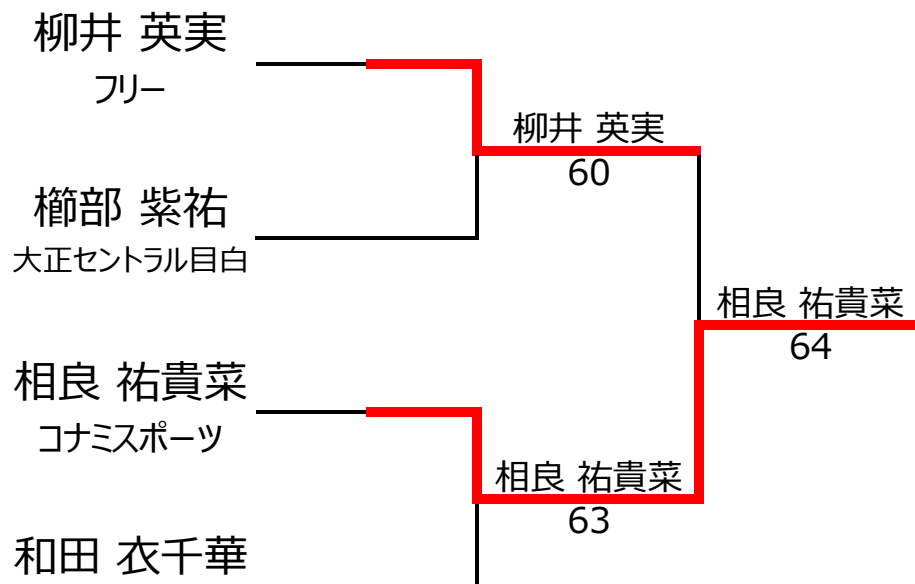 柳井 英実
フリー
柳井 英実
60
櫛部 紫祐
大正セントラル目白
相良 祐貴菜
64
相良 祐貴菜
コナミスポーツ
相良 祐貴菜
63
和田 衣千華